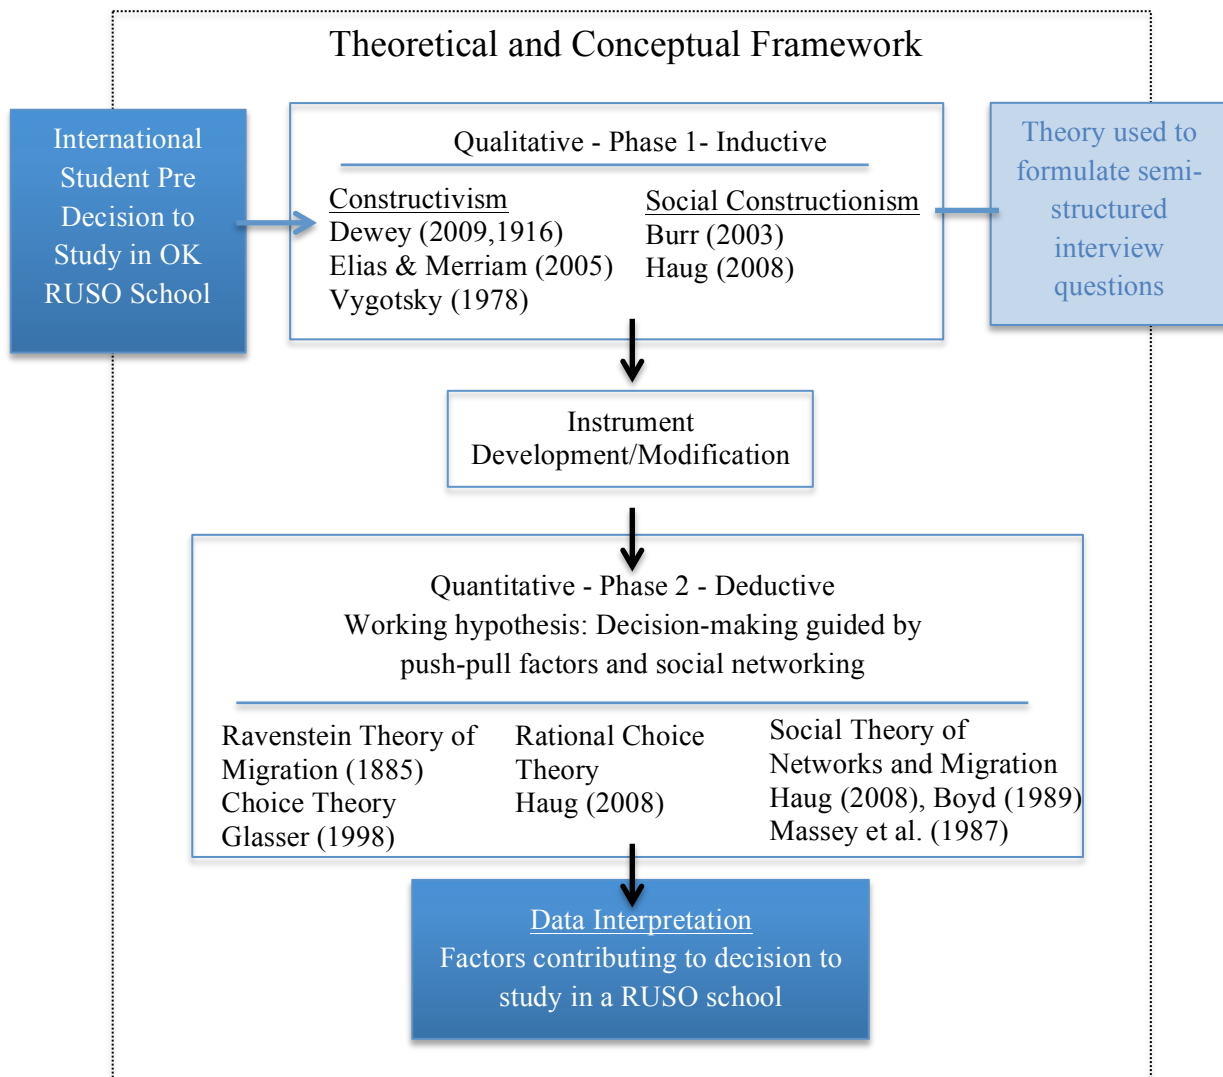 Theoretical and Conceptual Framework
International
Student Pre
Decision to
Study in OK
RUSO School
Qualitative - Phase 1- Inductive
Constructivism
Dewey (2009,1916)
Elias & Merriam (2005)
Vygotsky (1978)
Social Constructionism
Burr (2003)
Haug (2008)
Theory used to
formulate semi-
structured
interview
questions
Instrument
Development/Modification
Quantitative - Phase 2 - Deductive
Working hypothesis: Decision-making guided by
push-pull factors and social networking
Ravenstein Theory of
Migration (1885)
Choice Theory
Glasser (1998)
Rational Choice
Theory
Haug (2008)
Social Theory of
Networks and Migration
Haug (2008), Boyd (1989)
Massey et al. (1987)
Data Interpretation
Factors contributing to decision to
study in a RUSO school